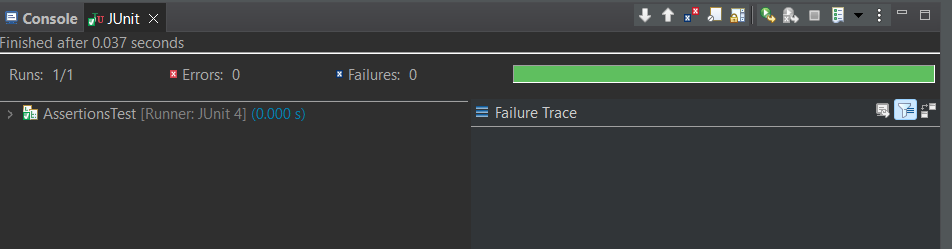 Console JUnit
Finished after 0.037 seconds
Runs: 1/1 Errors: 0 Failures: 0
AssertionsTest [Runner: JUnit 4] (0.000 s)
Failure Trace